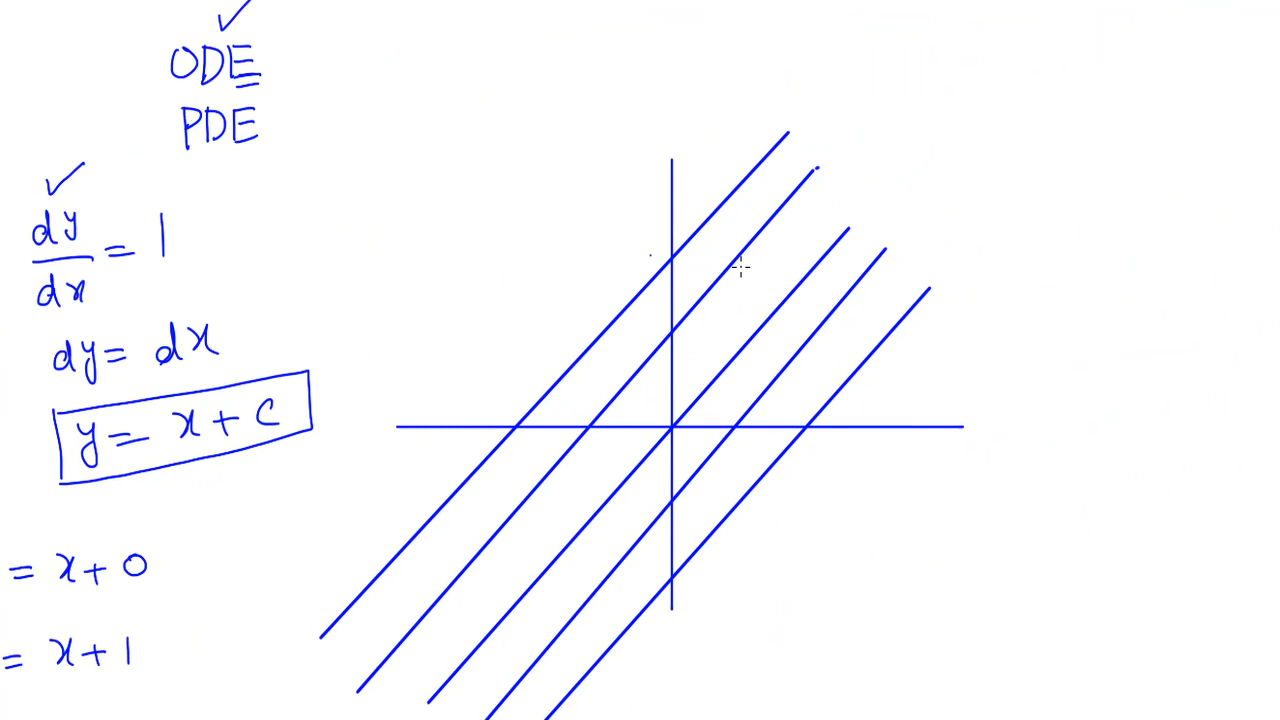 ODE
PDE
dy/dx = 1
dy = dx
y = x + c
= x + 0
= x + 1